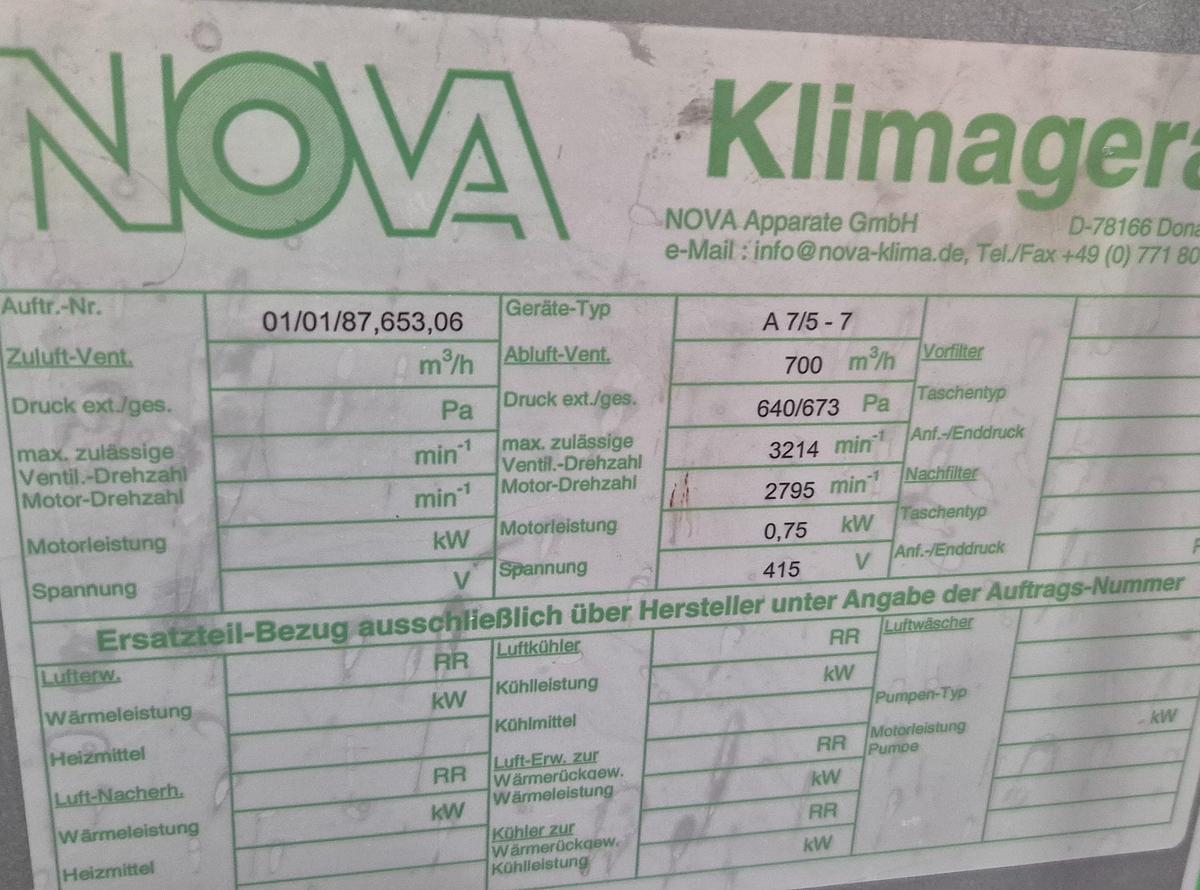 NOVA Klimagerä
NOVA Apparate GmbH D-78166 Dona
e-Mail : info@nova-klima.de, Tel./Fax +49 (0) 771 80
Auftr.-Nr. 01/01/87,653,06 Geräte-Typ A 7/5 - 7
Zuluft-Vent. m³/h Abluft-Vent. 700 m³/h Vorfilter
Druck ext./ges. Pa Druck ext./ges. 640/673 Pa Taschentyp
max. zulässige max. zulässige Anf.-/Enddruck
Ventil.-Drehzahl min⁻¹ Ventil.-Drehzahl 3214 min⁻¹ Nachfilter
Motor-Drehzahl min⁻¹ Motor-Drehzahl 2795 min⁻¹ Taschentyp
Motorleistung kW Motorleistung 0,75 kW Anf.-/Enddruck
Spannung V Spannung 415 V
Ersatzteil-Bezug ausschließlich über Hersteller unter Angabe der Auftrags-Nummer
Lufterw. RR Luftkühler RR Luftwäscher
Wärmeleistung kW Kühlleistung kW Pumpen-Typ
Heizmittel Kühlmittel Motorleistung kW
Pumpe
Luft-Nacherh. RR Luft-Erw. zur RR
Wärmerückgew.
Wärmeleistung kW Wärmeleistung kW
Heizmittel Kühler zur RR
Wärmerückgew.
Kühlleistung kW